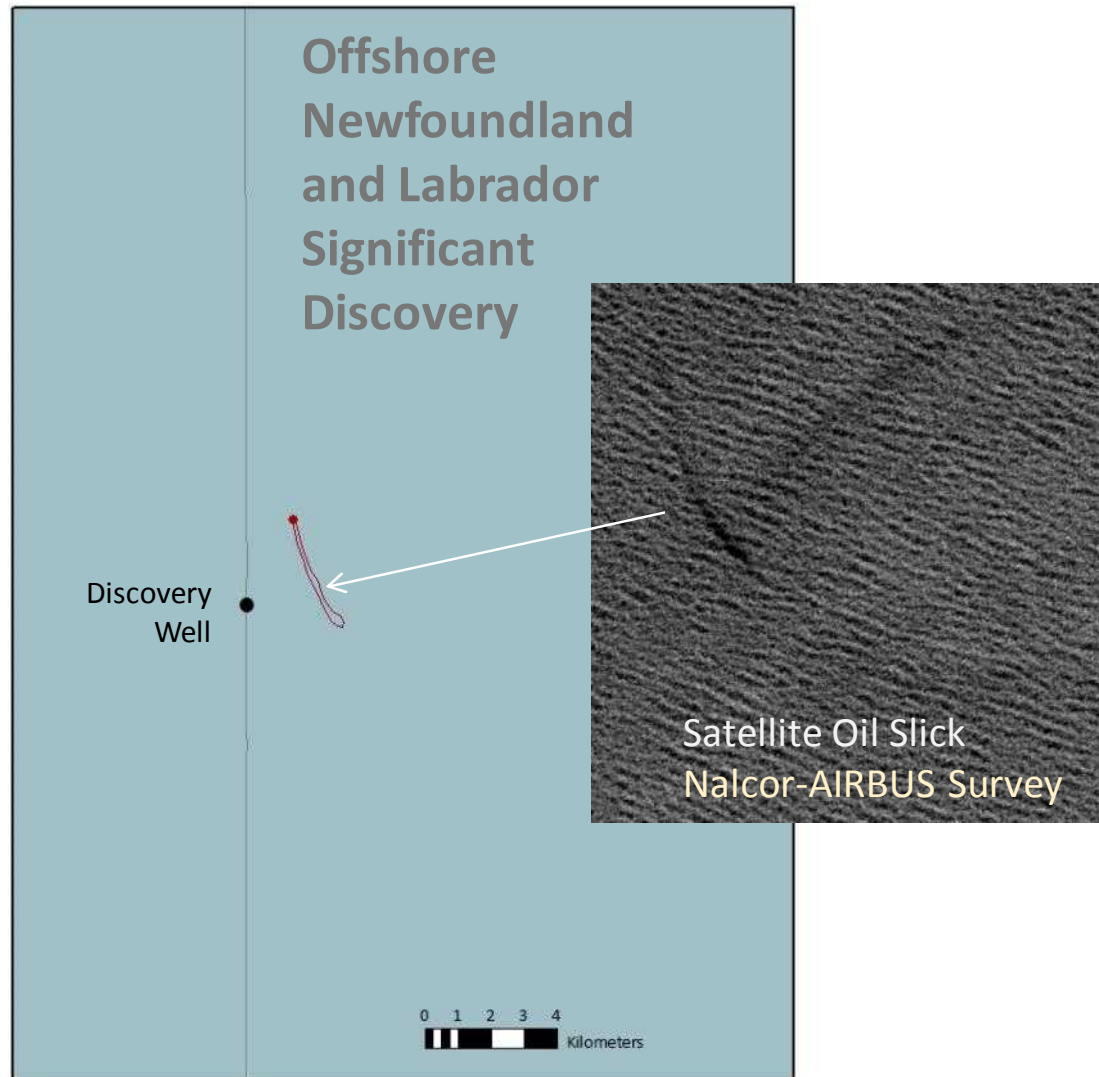 Offshore
Newfoundland
and Labrador
Significant
Discovery
Discovery
Well
Satellite Oil Slick
Nalcor-AIRBUS Survey
0 1 2 3 4
Kilometers